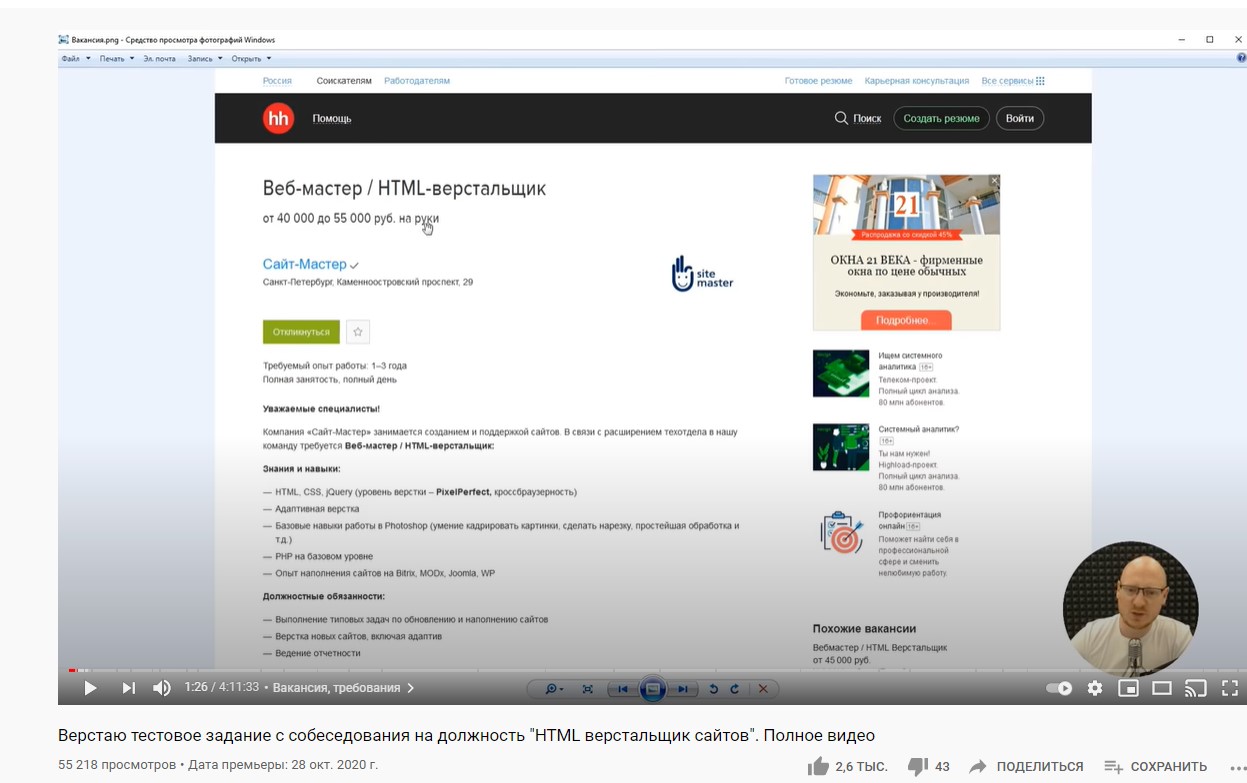 Вакансия.png - Средство просмотра фотографий Windows
Файл Печать Эл. почта Запись Открыть
Россия Соискателям Работодателям Готовое резюме Карьерная консультация Все сервисы
hh Помощь Поиск Создать резюме Войти
Веб-мастер / HTML-верстальщик
от 40 000 до 55 000 руб. на руки
Сайт-Мастер
Санкт-Петербург, Каменноостровский проспект, 29
site
master
Откликнуться
Требуемый опыт работы: 1–3 года
Полная занятость, полный день
Уважаемые специалисты!
Компания «Сайт-Мастер» занимается созданием и поддержкой сайтов. В связи с расширением техотдела в нашу
команду требуется Веб-мастер / HTML-верстальщик:
Знания и навыки:
— HTML, CSS, jQuery (уровень верстки – PixelPerfect, кроссбраузерность)
— Адаптивная верстка
— Базовые навыки работы в Photoshop (умение кадрировать картинки, сделать нарезку, простейшая обработка и
т.д.)
— PHP на базовом уровне
— Опыт наполнения сайтов на Bitrix, MODx, Joomla, WP
Должностные обязанности:
— Выполнение типовых задач по обновлению и наполнению сайтов
— Верстка новых сайтов, включая адаптив
— Ведение отчетности
21
Распродажа со скидкой 45%
ОКНА 21 ВЕКА - фирменные
окна по цене обычных
Экономьте, заказывая у производителя!
Подробнее...
Ищем системного
аналитика 16+
Телеком-проект.
Полный цикл анализа.
80 млн абонентов.
Системный аналитик?
16+
Ты нам нужен!
Highload-проект.
Полный цикл анализа.
80 млн абонентов.
Профориентация
онлайн 16+
Поможет найти себя в
профессиональной
сфере и сменить
нелюбимую работу.
Похожие вакансии
Вебмастер / HTML Верстальщик
от 45 000 руб.
1:26 / 4:11:33 • Вакансия, требования
Верстаю тестовое задание с собеседования на должность "HTML верстальщик сайтов". Полное видео
55 218 просмотров • Дата премьеры: 28 окт. 2020 г.
2,6 ТЫС. 43 ПОДЕЛИТЬСЯ СОХРАНИТЬ